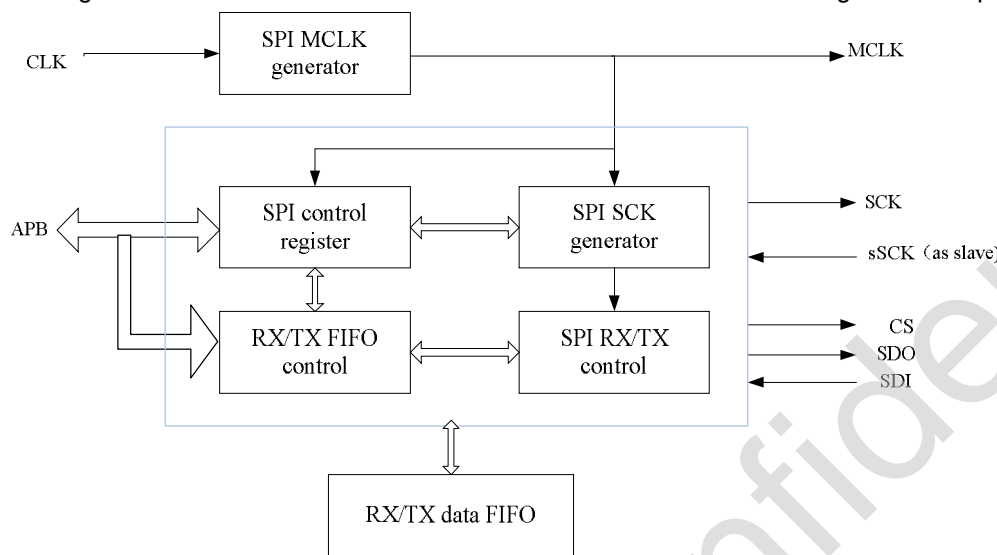 CLK
SPI MCLK
generator
MCLK
SPI control
register
SPI SCK
generator
APB
SCK
sSCK（as slave)
RX/TX FIFO
control
SPI RX/TX
control
CS
SDO
SDI
RX/TX data FIFO